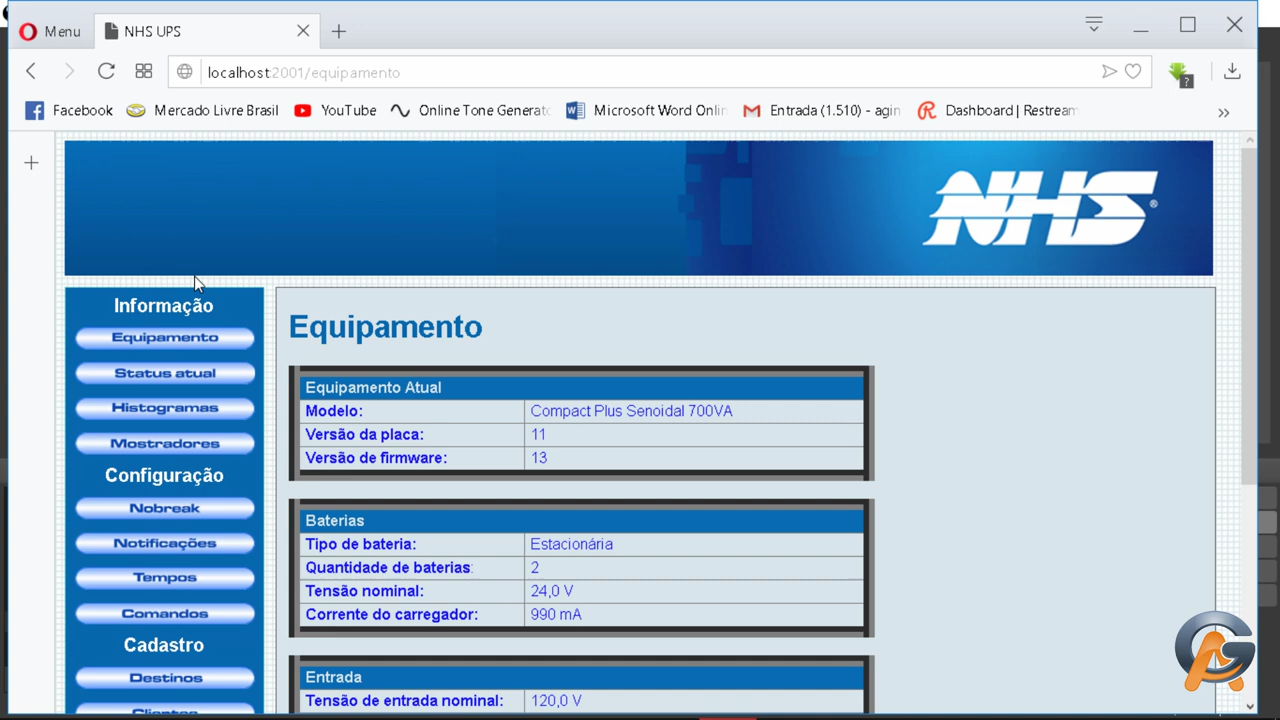 Menu
NHS UPS
localhost:2001/equipamento
Facebook
Mercado Livre Brasil
YouTube
Online Tone Generato
Microsoft Word Onlin
Entrada (1.510) - agin
Dashboard | Restream
NHS®
Informação
Equipamento
Status atual
Histogramas
Mostradores
Configuração
Nobreak
Notificações
Tempos
Comandos
Cadastro
Destinos
Clientes
Equipamento
Equipamento Atual
Modelo: Compact Plus Senoidal 700VA
Versão da placa: 11
Versão de firmware: 13
Baterias
Tipo de bateria: Estacionária
Quantidade de baterias: 2
Tensão nominal: 24,0 V
Corrente do carregador: 990 mA
Entrada
Tensão de entrada nominal: 120,0 V